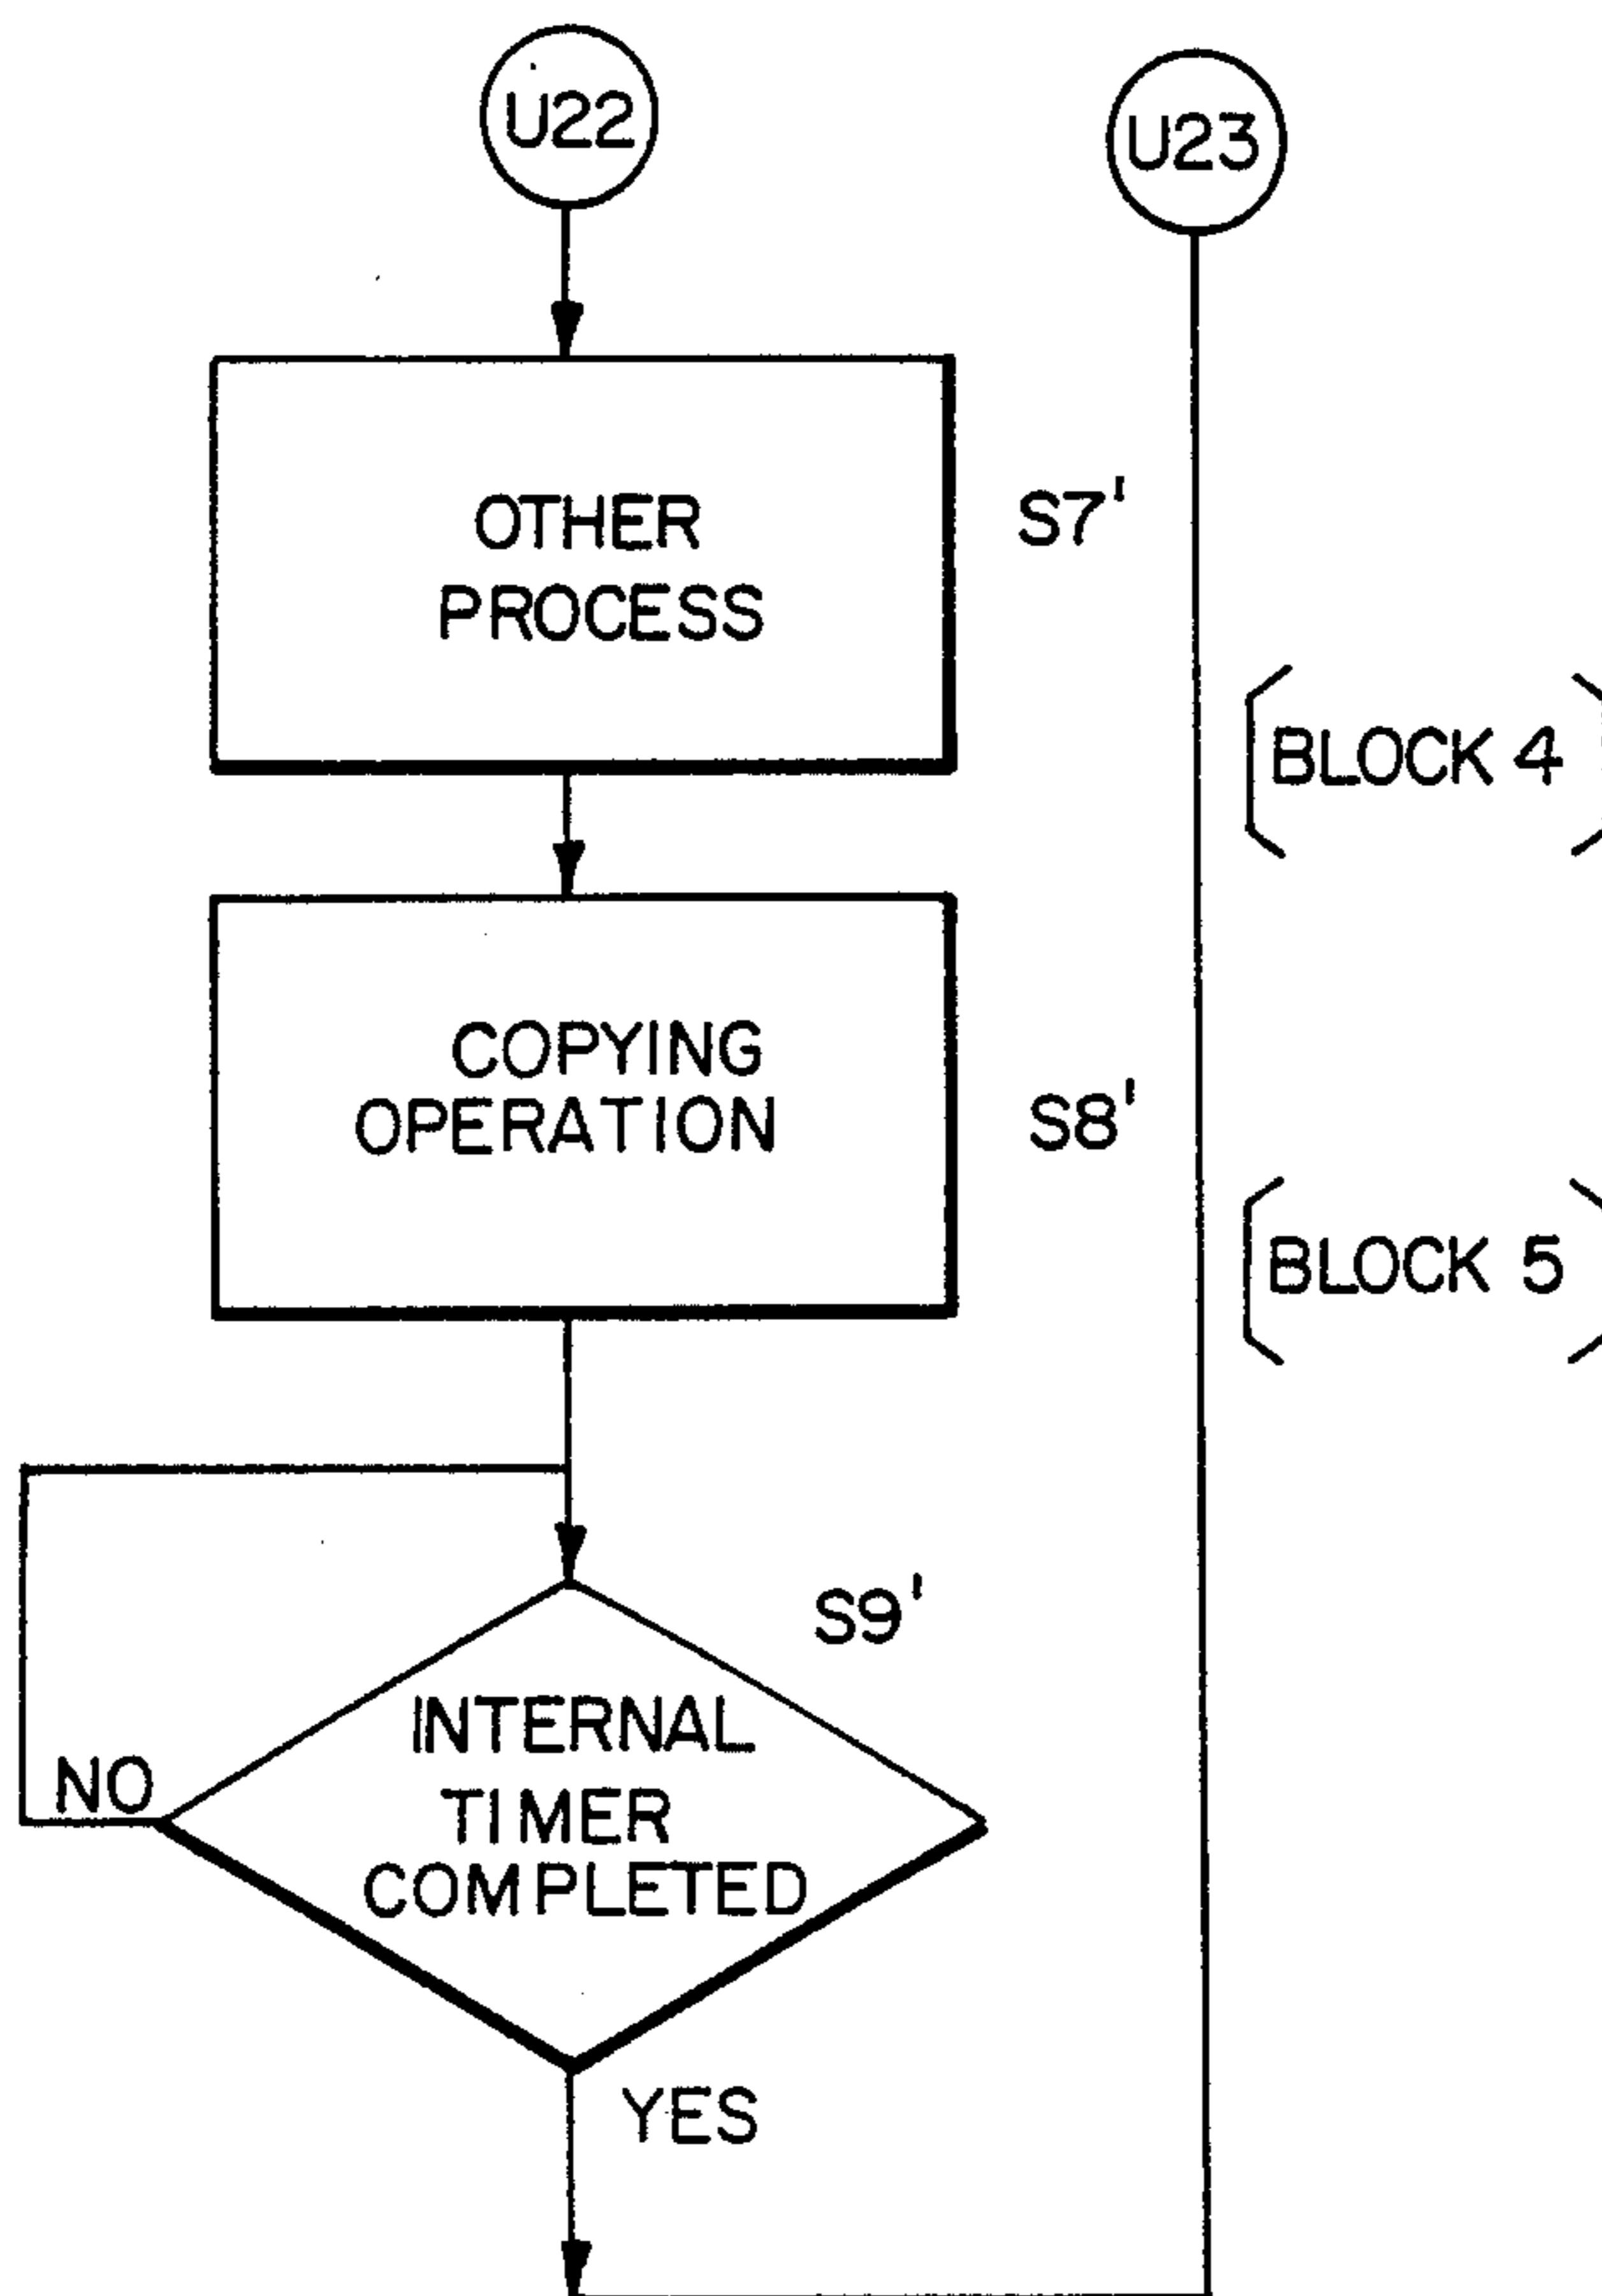 U22
U23
OTHER
PROCESS
S7'
(BLOCK 4)
COPYING
OPERATION
S8'
(BLOCK 5)
S9'
INTERNAL
TIMER
COMPLETED
NO
YES